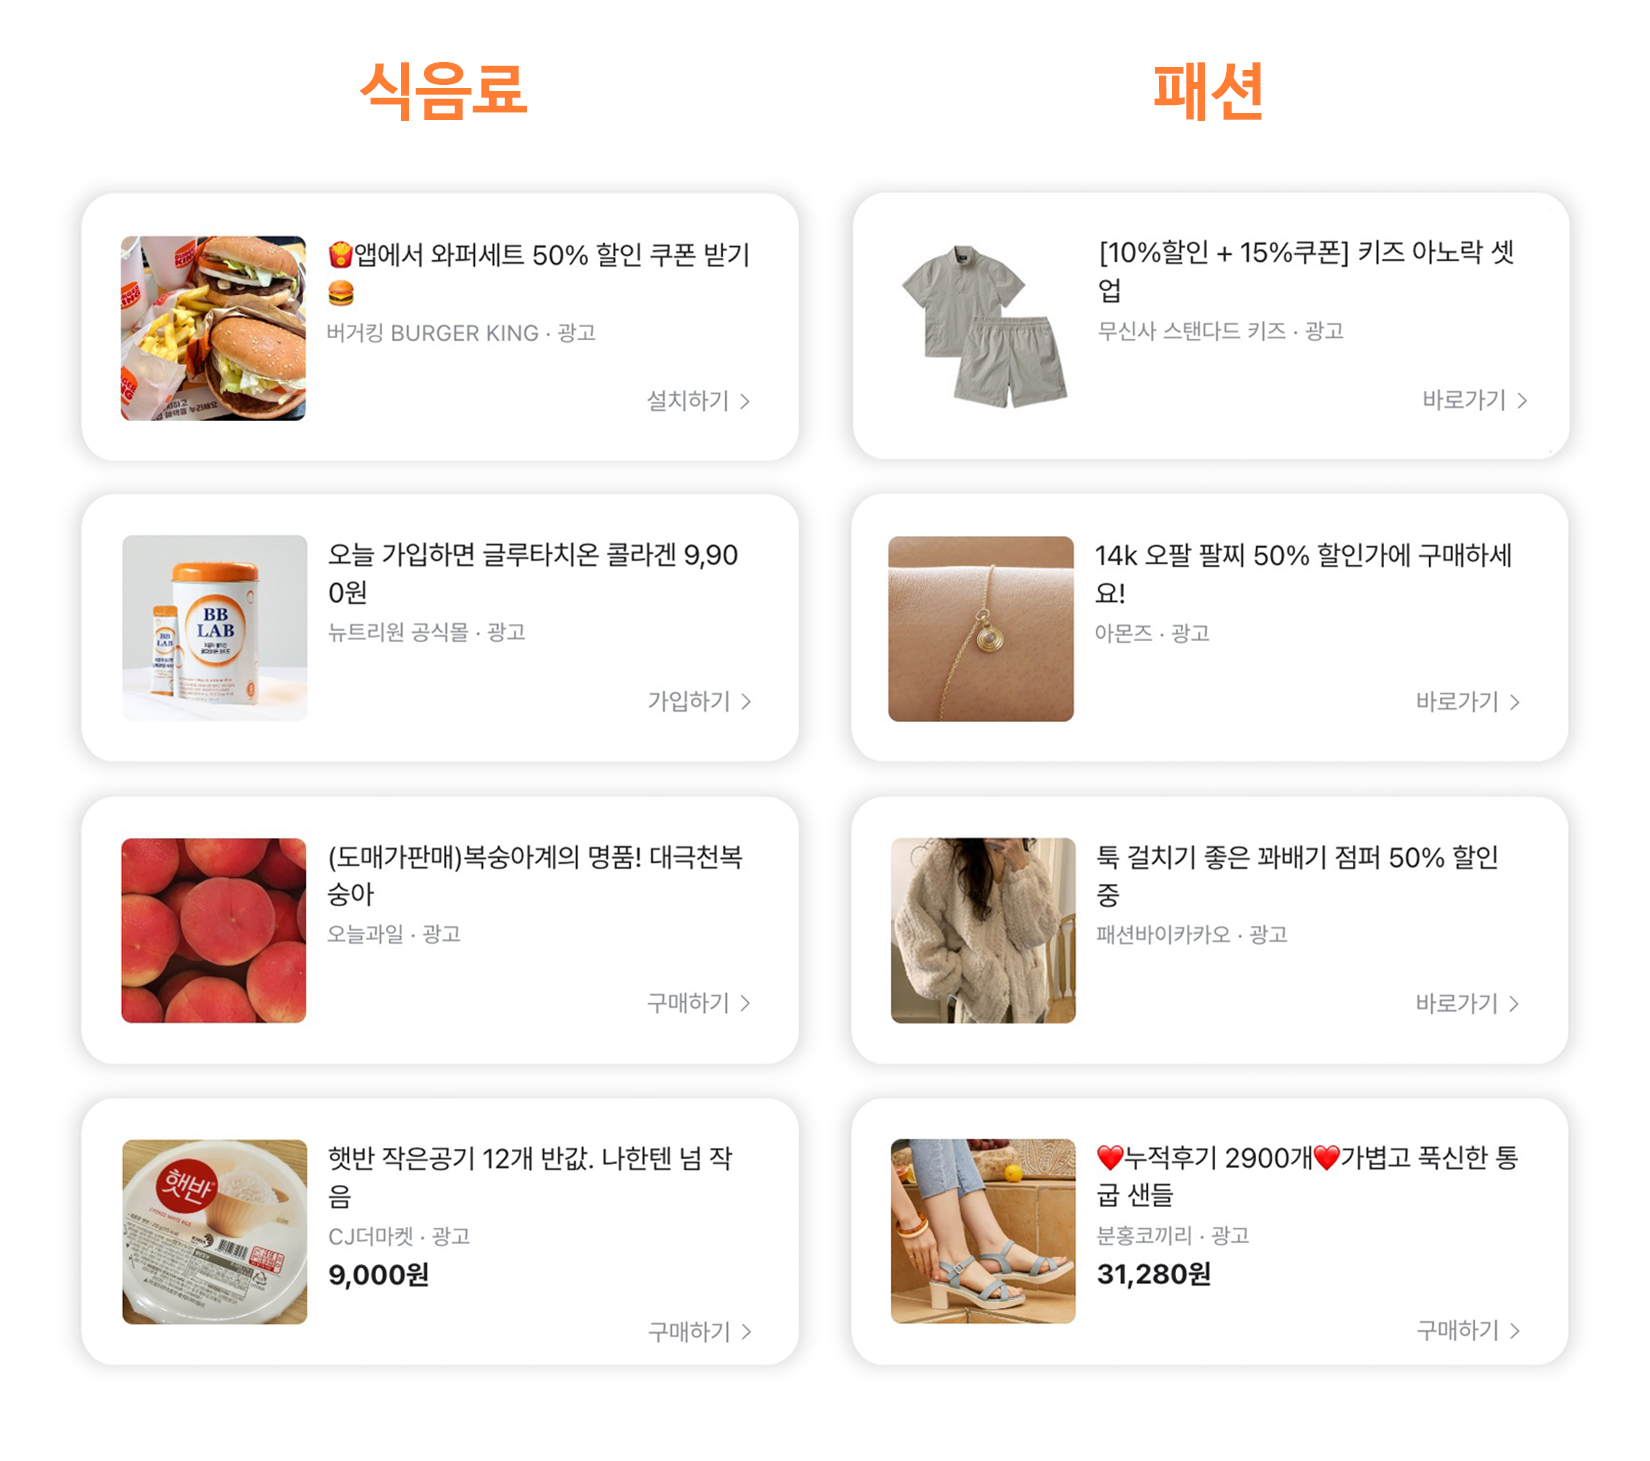 식음료
패션
🍟앱에서 와퍼세트 50% 할인 쿠폰 받기
🍔
버거킹 BURGER KING · 광고
설치하기 >
[10%할인 + 15%쿠폰] 키즈 아노락 셋
업
무신사 스탠다드 키즈 · 광고
바로가기 >
BB
LAB
BB
LAB
오늘 가입하면 글루타치온 콜라겐 9,90
0원
뉴트리원 공식몰 · 광고
가입하기 >
14k 오팔 팔찌 50% 할인가에 구매하세
요!
아몬즈 · 광고
바로가기 >
(도매가판매)복숭아계의 명품! 대극천복
숭아
오늘과일 · 광고
구매하기 >
툭 걸치기 좋은 꽈배기 점퍼 50% 할인
중
패션바이카카오 · 광고
바로가기 >
햇반
햇반 작은공기 12개 반값. 나한텐 넘 작
음
CJ더마켓 · 광고
9,000원
구매하기 >
❤️누적후기 2900개❤️가볍고 푹신한 통
굽 샌들
분홍코끼리 · 광고
31,280원
구매하기 >